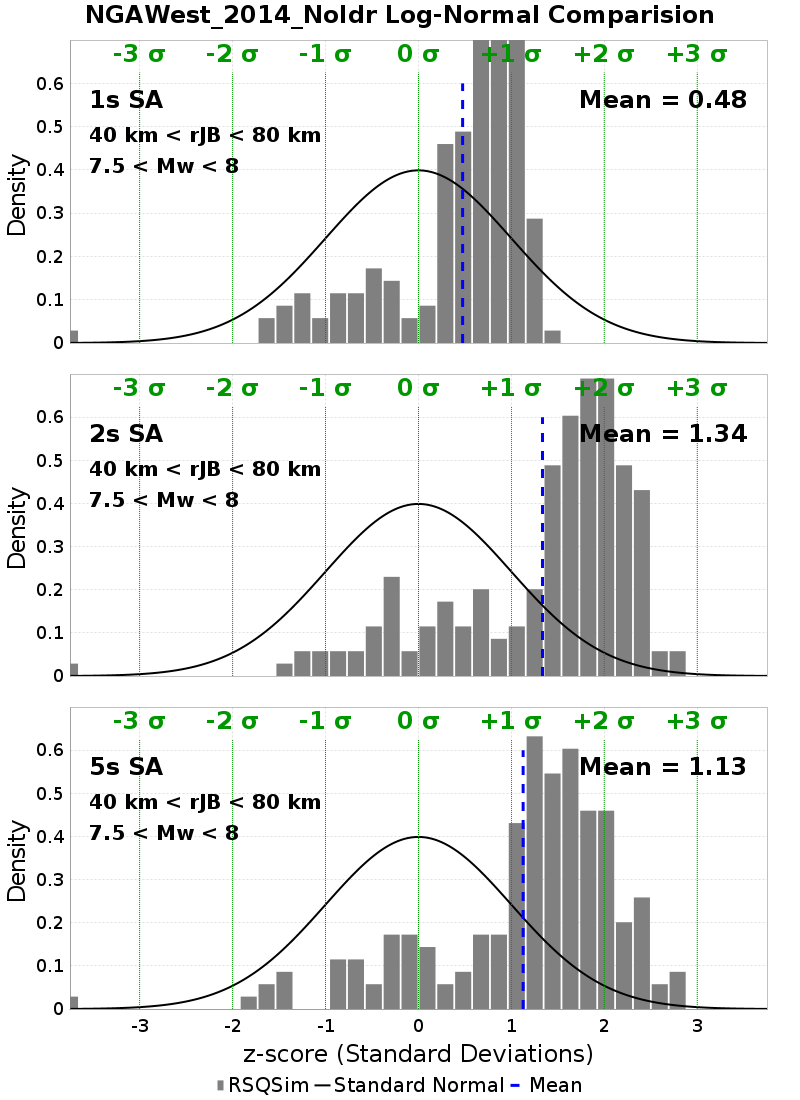 NGAWest_2014_NoIdr Log-Normal Comparision
-3 σ -2 σ -1 σ 0 σ +1 σ +2 σ +3 σ
1s SA Mean = 0.48
40 km < rJB < 80 km
7.5 < Mw < 8
Density
0.6
0.5
0.4
0.3
0.2
0.1
0
-3 σ -2 σ -1 σ 0 σ +1 σ +2 σ +3 σ
2s SA Mean = 1.34
40 km < rJB < 80 km
7.5 < Mw < 8
Density
0.6
0.5
0.4
0.3
0.2
0.1
0
-3 σ -2 σ -1 σ 0 σ +1 σ +2 σ +3 σ
5s SA Mean = 1.13
40 km < rJB < 80 km
7.5 < Mw < 8
Density
0.6
0.5
0.4
0.3
0.2
0.1
0
-3 -2 -1 0 1 2 3
z-score (Standard Deviations)
RSQSim Standard Normal Mean